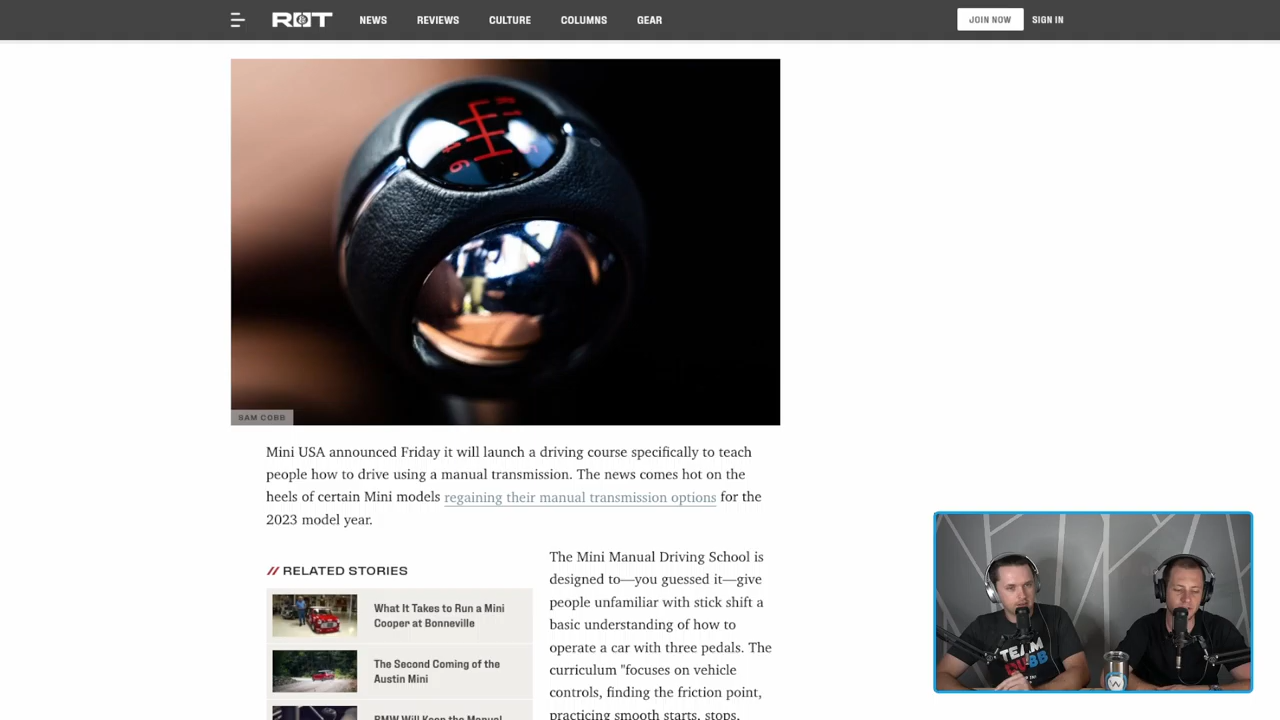 R&T
NEWS
REVIEWS
CULTURE
COLUMNS
GEAR
JOIN NOW
SIGN IN
6
SAM COBB
Mini USA announced Friday it will launch a driving course specifically to teach
people how to drive using a manual transmission. The news comes hot on the
heels of certain Mini models regaining their manual transmission options for the
2023 model year.
// RELATED STORIES
What It Takes to Run a Mini
Cooper at Bonneville
The Second Coming of the
Austin Mini
BMW Will Keep the Manual
The Mini Manual Driving School is
designed to—you guessed it—give
people unfamiliar with stick shift a
basic understanding of how to
operate a car with three pedals. The
curriculum "focuses on vehicle
controls, finding the friction point,
practicing smooth starts, stops,
TEAM